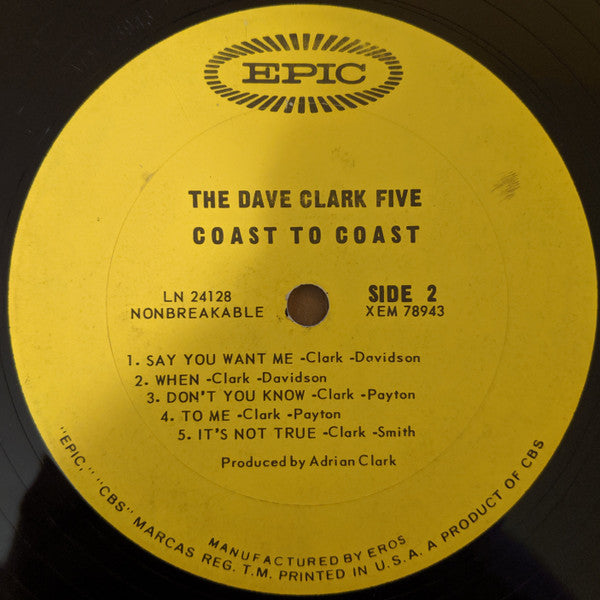 EPIC
THE DAVE CLARK FIVE
COAST TO COAST
LN 24128
NONBREAKABLE
SIDE 2
XEM 78943
1. SAY YOU WANT ME -Clark -Davidson
2. WHEN -Clark -Davidson
3. DON'T YOU KNOW -Clark -Payton
4. TO ME -Clark -Payton
5. IT'S NOT TRUE -Clark -Smith
Produced by Adrian Clark
MANUFACTURED BY EROS
"EPIC," "CBS" MARCAS REG. T.M. PRINTED IN U.S.A. A PRODUCT OF CBS